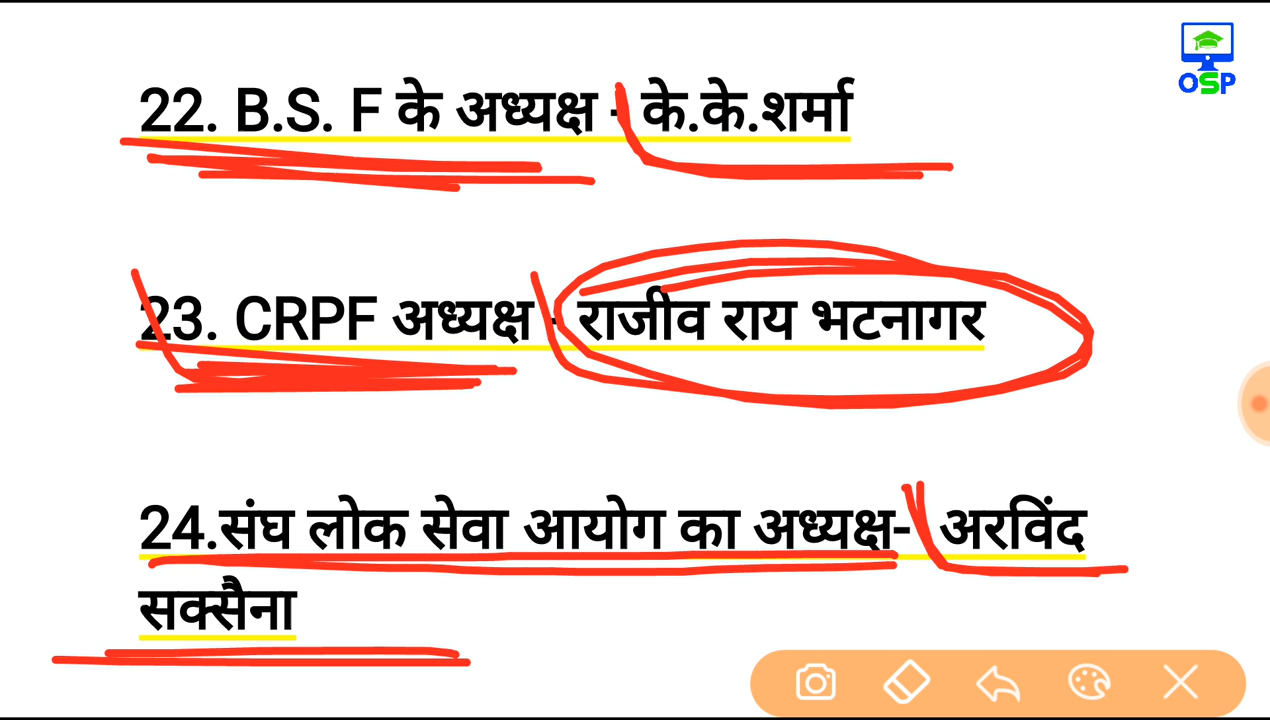 OSP
22. B.S. F के अध्यक्ष - के.के.शर्मा
23. CRPF अध्यक्ष - राजीव राय भटनागर
24.संघ लोक सेवा आयोग का अध्यक्ष- अरविंद
सक्सैना